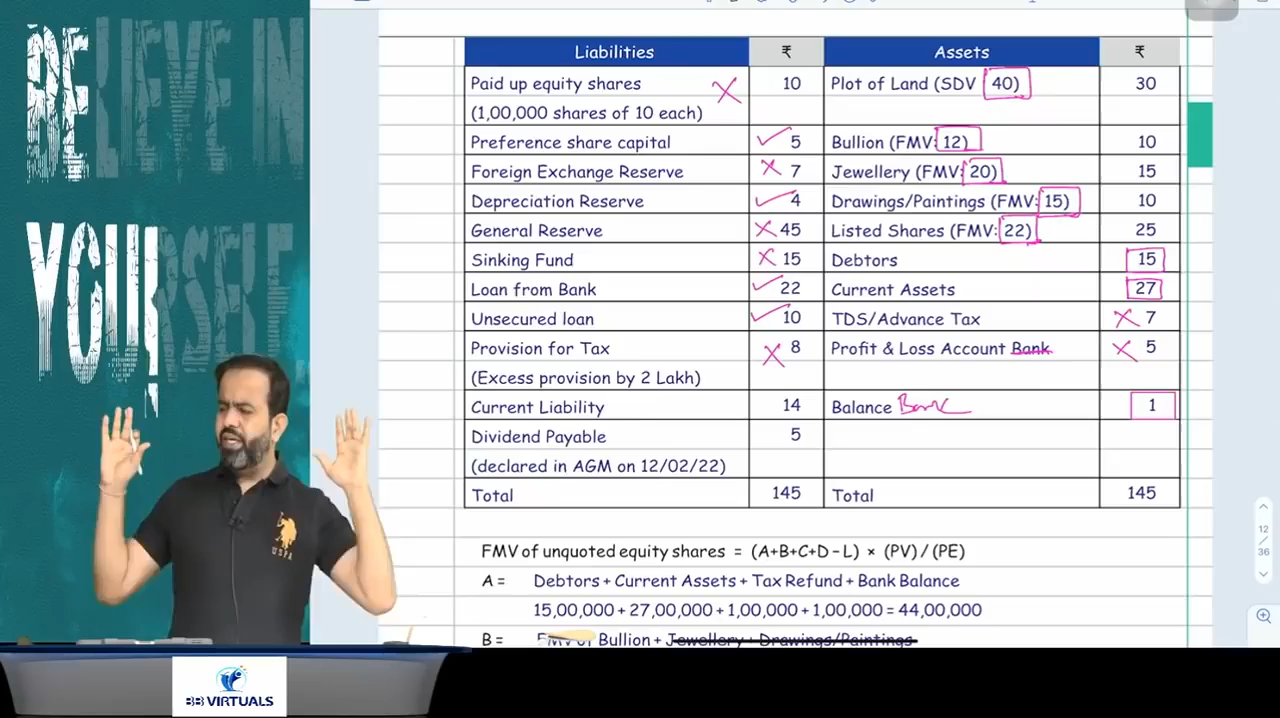 BELIEVE IN
YOURSELF
Liabilities ₹ Assets ₹
Paid up equity shares 10 Plot of Land (SDV 40) 30
(1,00,000 shares of 10 each)
Preference share capital 5 Bullion (FMV: 12) 10
Foreign Exchange Reserve 7 Jewellery (FMV: 20) 15
Depreciation Reserve 4 Drawings/Paintings (FMV: 15) 10
General Reserve 45 Listed Shares (FMV: 22) 25
Sinking Fund 15 Debtors 15
Loan from Bank 22 Current Assets 27
Unsecured loan 10 TDS/Advance Tax 7
Provision for Tax 8 Profit & Loss Account Bank 5
(Excess provision by 2 Lakh)
Current Liability 14 Balance Bank 1
Dividend Payable 5
(declared in AGM on 12/02/22)
Total 145 Total 145
FMV of unquoted equity shares = (A+B+C+D – L) × (PV) / (PE)
A = Debtors + Current Assets + Tax Refund + Bank Balance
15,00,000 + 27,00,000 + 1,00,000 + 1,00,000 = 44,00,000
B = FMV of Bullion + Jewellery + Drawings/Paintings
12
/
36
USPA
BB VIRTUALS